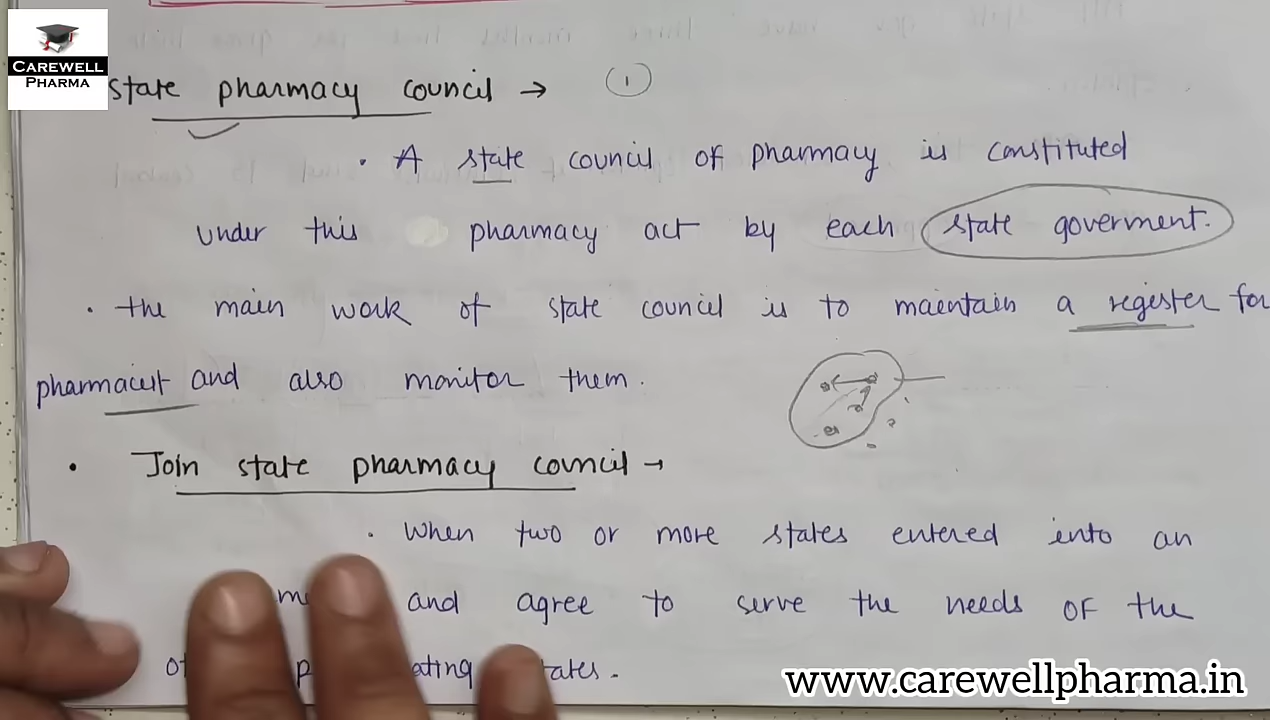 CAREWELL
PHARMA
state pharmacy council → ①
• A state council of pharmacy is constituted
under this pharmacy act by each state goverment.
• the main work of state council is to maintain a regester for
pharmacist and also monitor them.
• Join state pharmacy council →
• When two or more states entered into an
and agree to serve the needs of the
www.carewellpharma.in